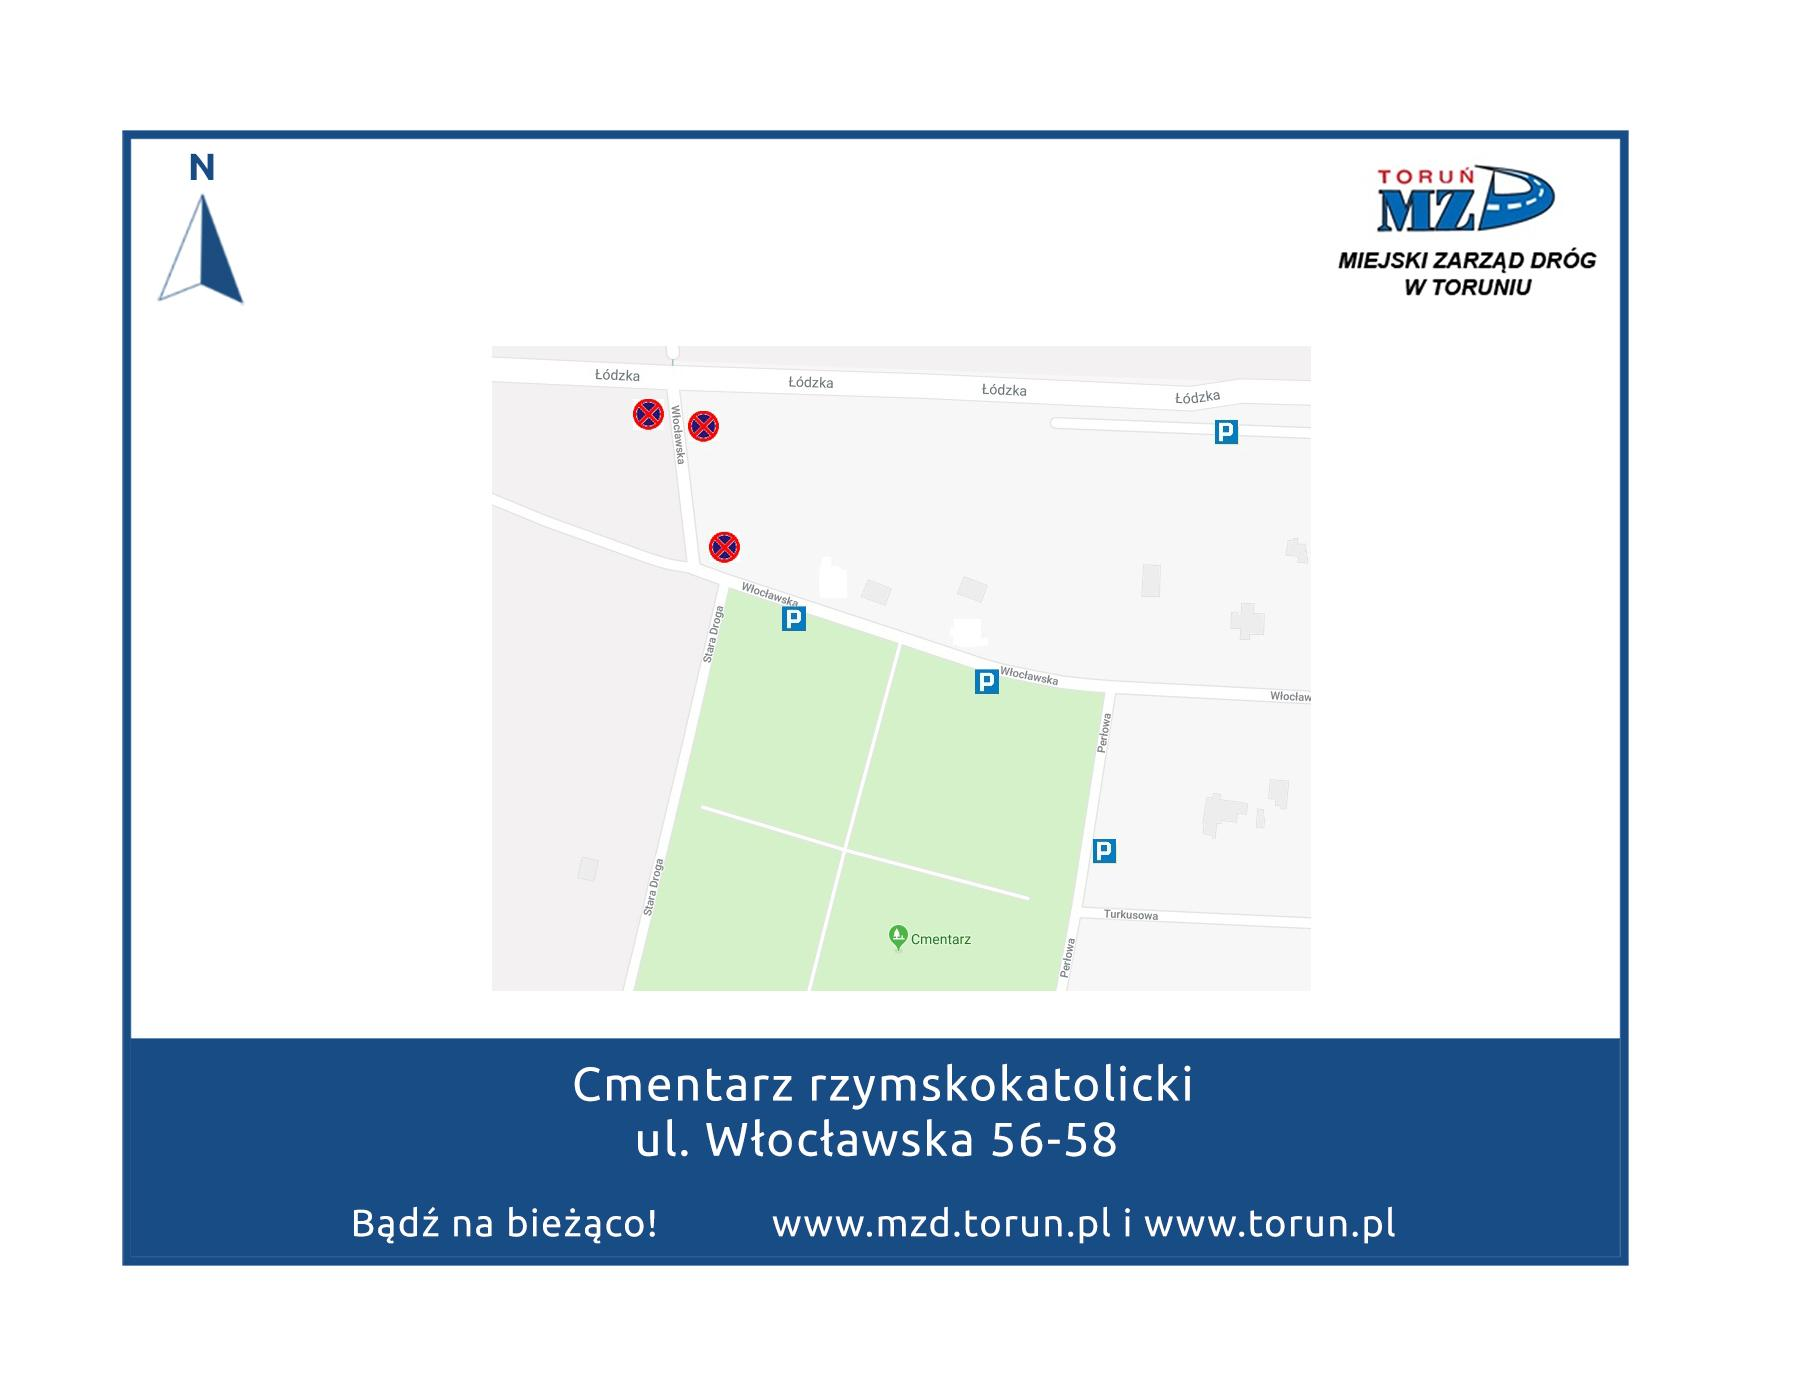 N
TORUŃ
MZD
MIEJSKI ZARZĄD DRÓG
W TORUNIU
Łódzka
Łódzka
Łódzka
Łódzka
Włocławska
P
Włocławska
P
Stara Droga
Włocławska
P
Włocław
Perłowa
P
Stara Droga
Turkusowa
Cmentarz
Perłowa
Cmentarz rzymskokatolicki
ul. Włocławska 56-58
Bądź na bieżąco! www.mzd.torun.pl i www.torun.pl